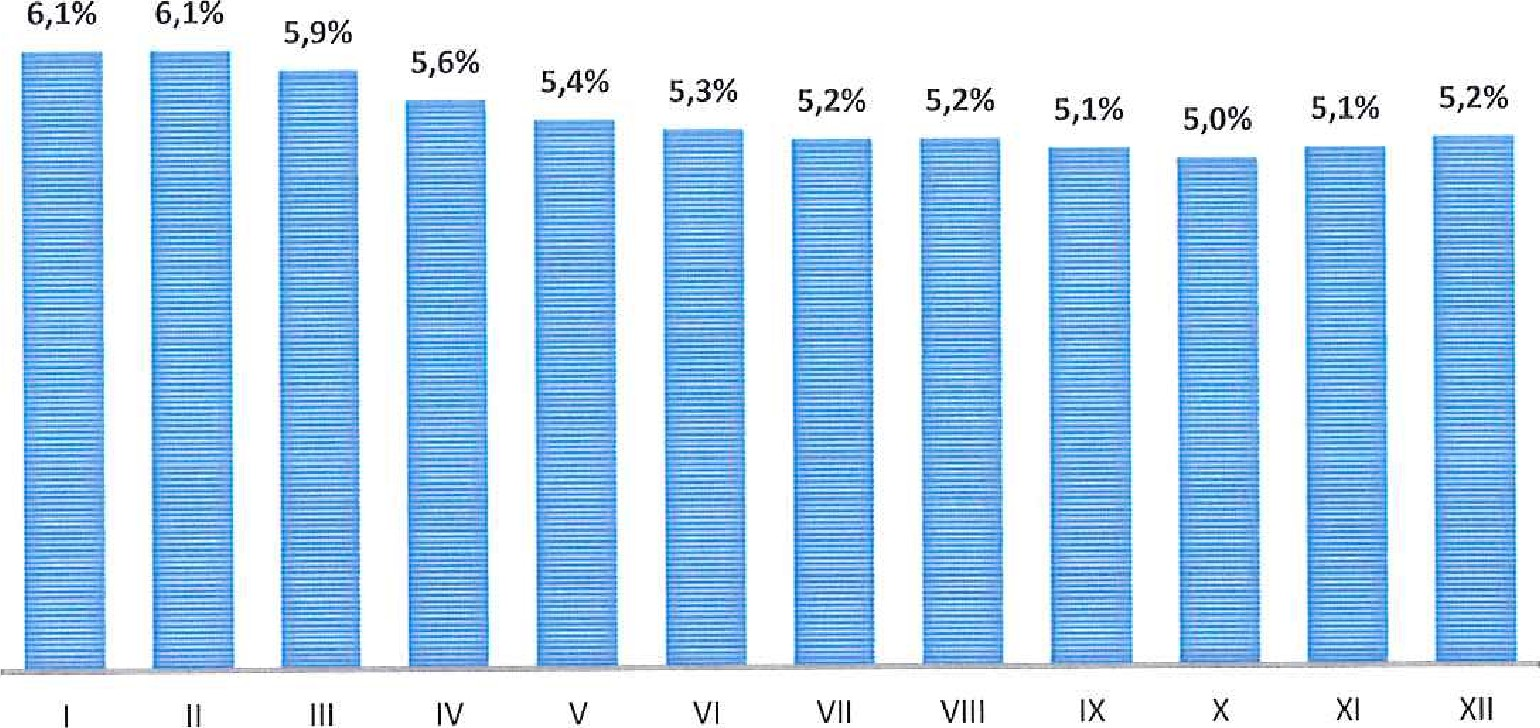 6,1% 6,1% 5,9% 5,6% 5,4% 5,3% 5,2% 5,2% 5,1% 5,0% 5,1% 5,2%
I II III IV V VI VII VIII IX X XI XII